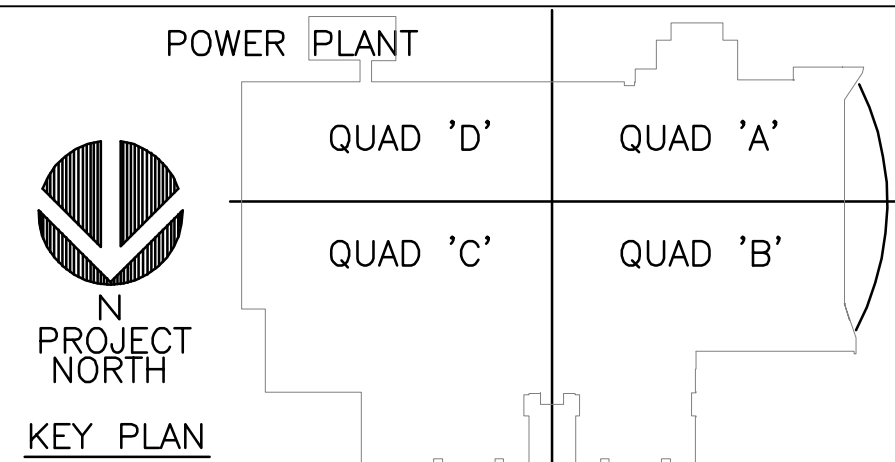 POWER PLANT
QUAD 'D'
QUAD 'A'
QUAD 'C'
QUAD 'B'
N
PROJECT
NORTH
KEY PLAN